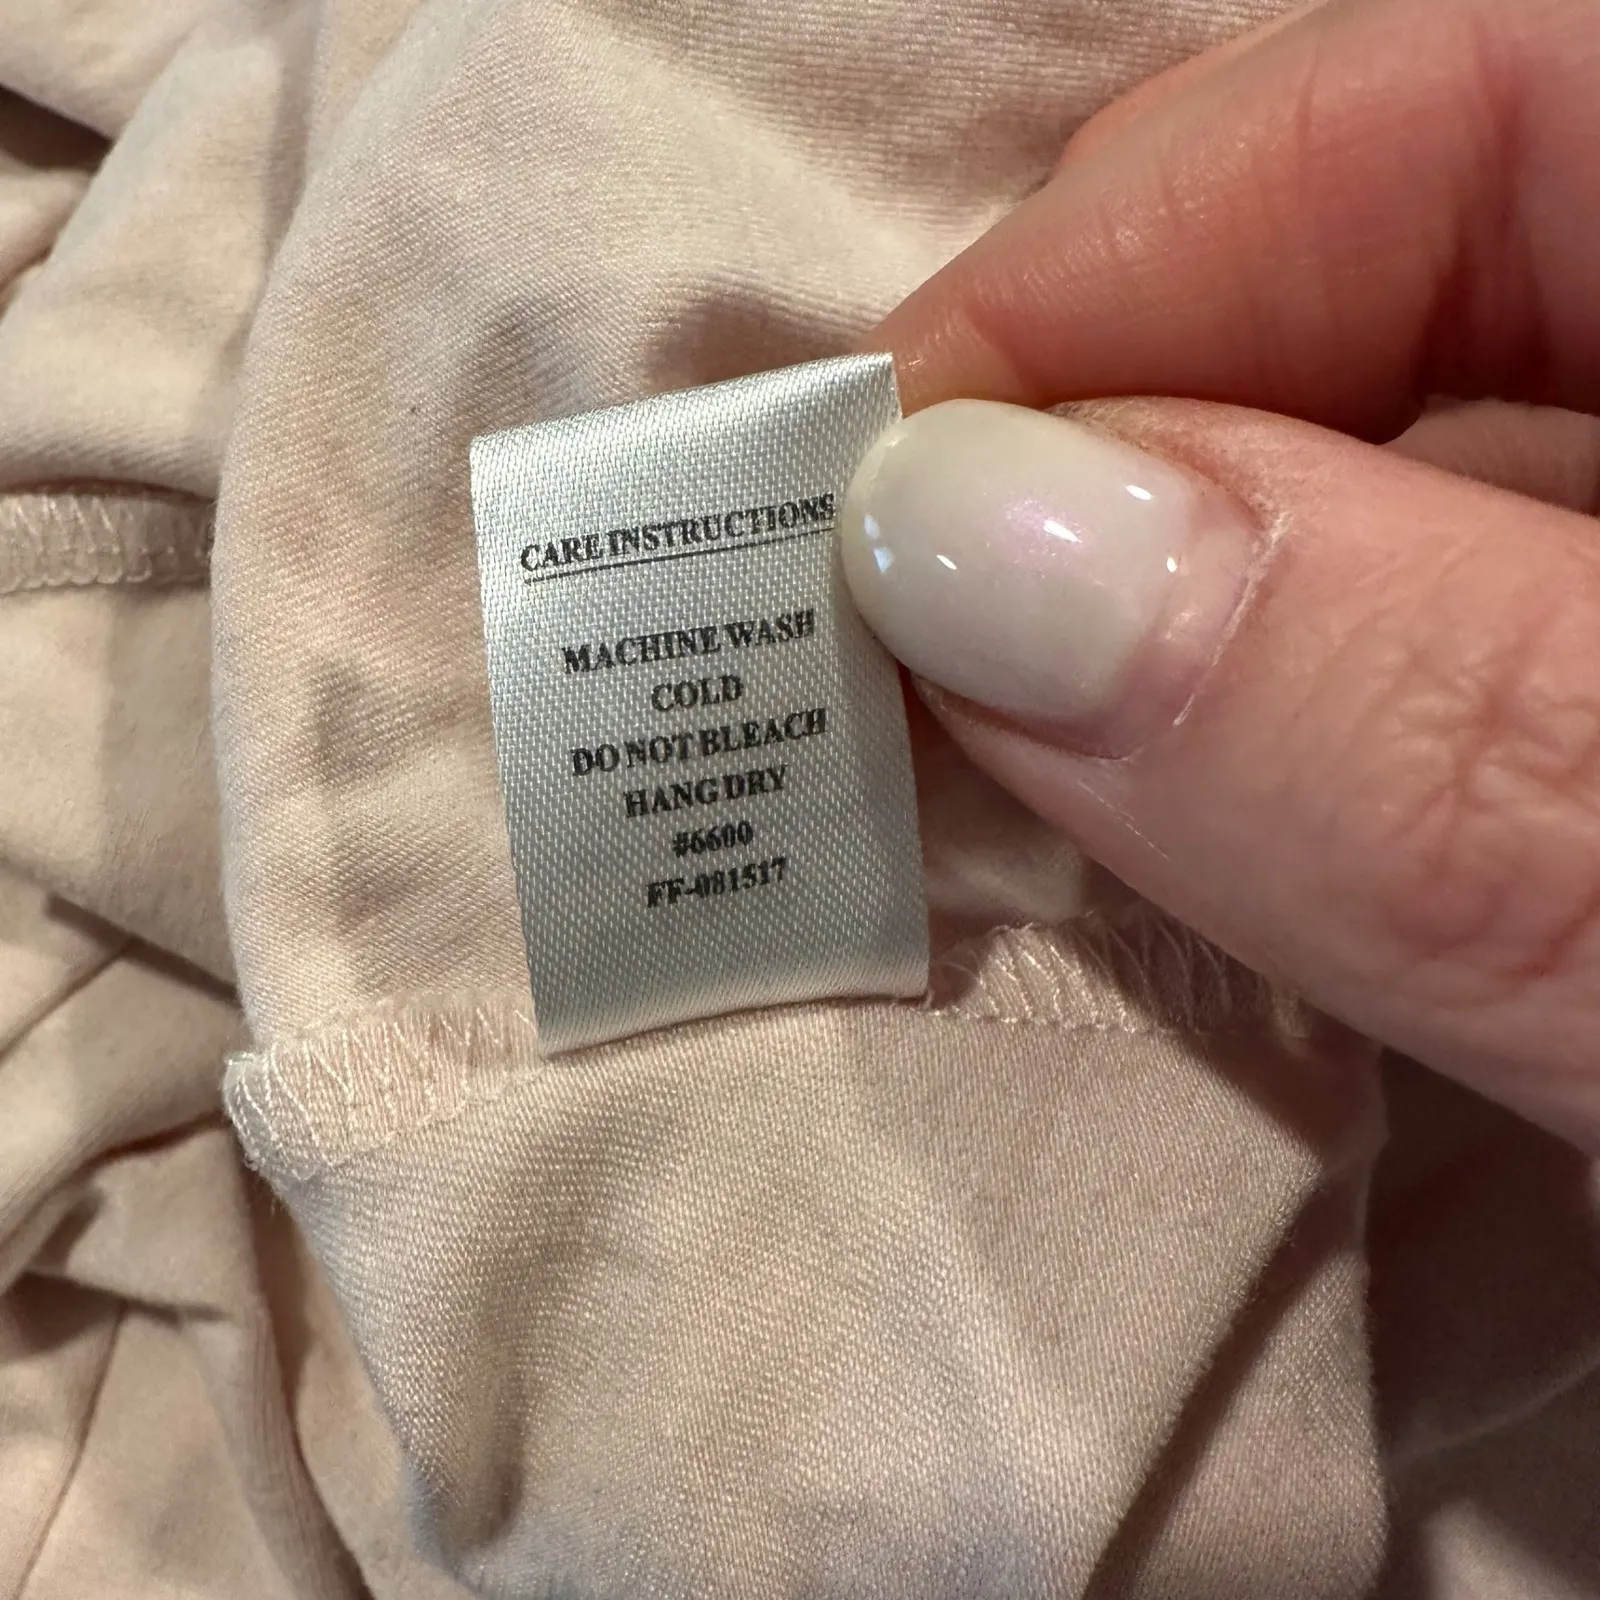 CARE INSTRUCTIONS
MACHINE WASH
COLD
DO NOT BLEACH
HANG DRY
#6600
FF-081517